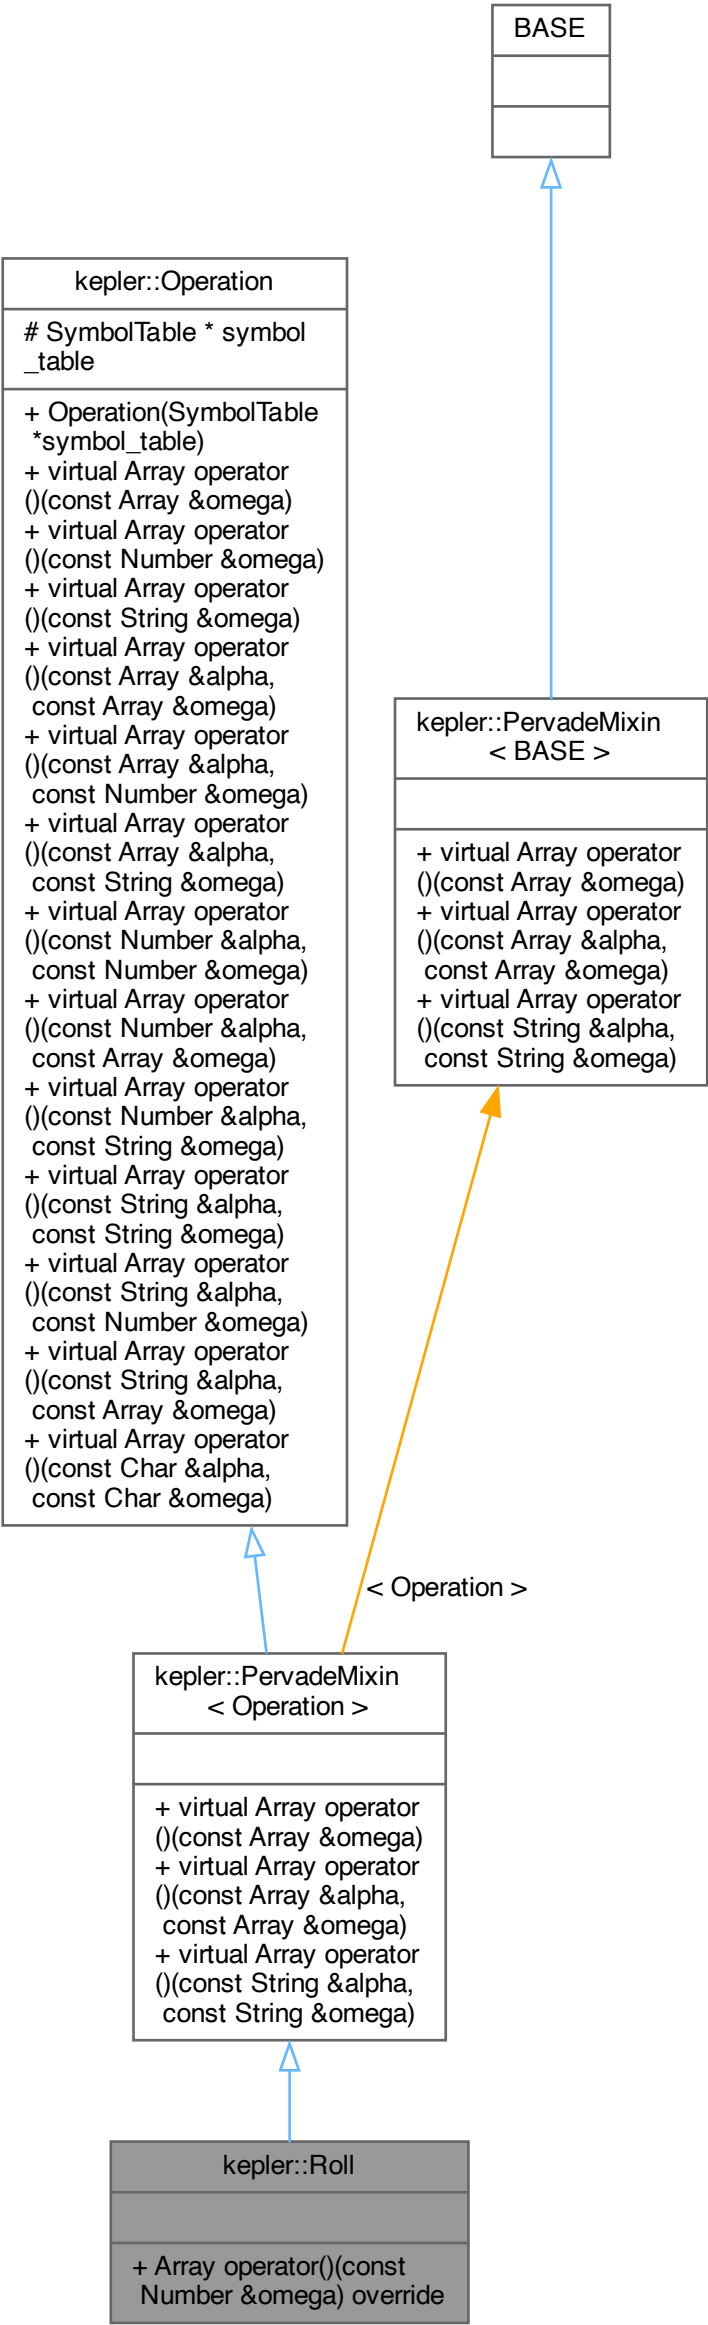 BASE
kepler::Operation
# SymbolTable * symbol
_table
+ Operation(SymbolTable
*symbol_table)
+ virtual Array operator
()(const Array &omega)
+ virtual Array operator
()(const Number &omega)
+ virtual Array operator
()(const String &omega)
+ virtual Array operator
()(const Array &alpha,
const Array &omega)
+ virtual Array operator
()(const Array &alpha,
const Number &omega)
+ virtual Array operator
()(const Array &alpha,
const String &omega)
+ virtual Array operator
()(const Number &alpha,
const Number &omega)
+ virtual Array operator
()(const Number &alpha,
const Array &omega)
+ virtual Array operator
()(const Number &alpha,
const String &omega)
+ virtual Array operator
()(const String &alpha,
const String &omega)
+ virtual Array operator
()(const String &alpha,
const Number &omega)
+ virtual Array operator
()(const String &alpha,
const Array &omega)
+ virtual Array operator
()(const Char &alpha,
const Char &omega)
kepler::PervadeMixin
< BASE >
+ virtual Array operator
()(const Array &omega)
+ virtual Array operator
()(const Array &alpha,
const Array &omega)
+ virtual Array operator
()(const String &alpha,
const String &omega)
< Operation >
kepler::PervadeMixin
< Operation >
+ virtual Array operator
()(const Array &omega)
+ virtual Array operator
()(const Array &alpha,
const Array &omega)
+ virtual Array operator
()(const String &alpha,
const String &omega)
kepler::Roll
+ Array operator()(const
Number &omega) override